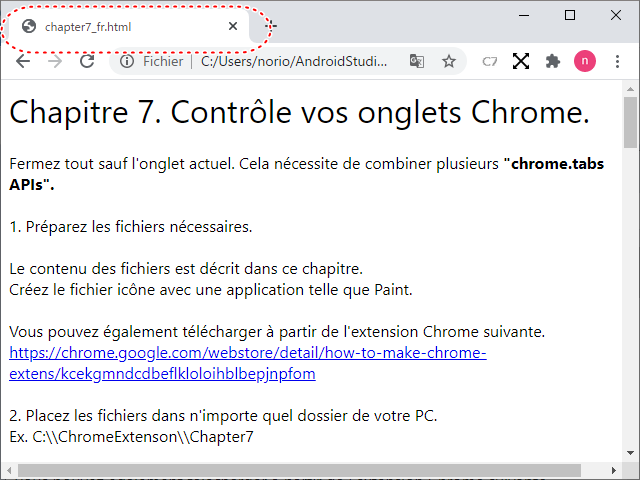 chapter7_fr.html
Fichier
C:/Users/norio/AndroidStudi...
C7
n
Chapitre 7. Contrôle vos onglets Chrome.
Fermez tout sauf l'onglet actuel. Cela nécessite de combiner plusieurs "chrome.tabs
APIs".
1. Préparez les fichiers nécessaires.
Le contenu des fichiers est décrit dans ce chapitre.
Créez le fichier icône avec une application telle que Paint.
Vous pouvez également télécharger à partir de l'extension Chrome suivante.
https://chrome.google.com/webstore/detail/how-to-make-chrome-
extens/kcekgmndcdbeflkloloihblbepjnpfom
2. Placez les fichiers dans n'importe quel dossier de votre PC.
Ex. C:\\ChromeExtenson\\Chapter7